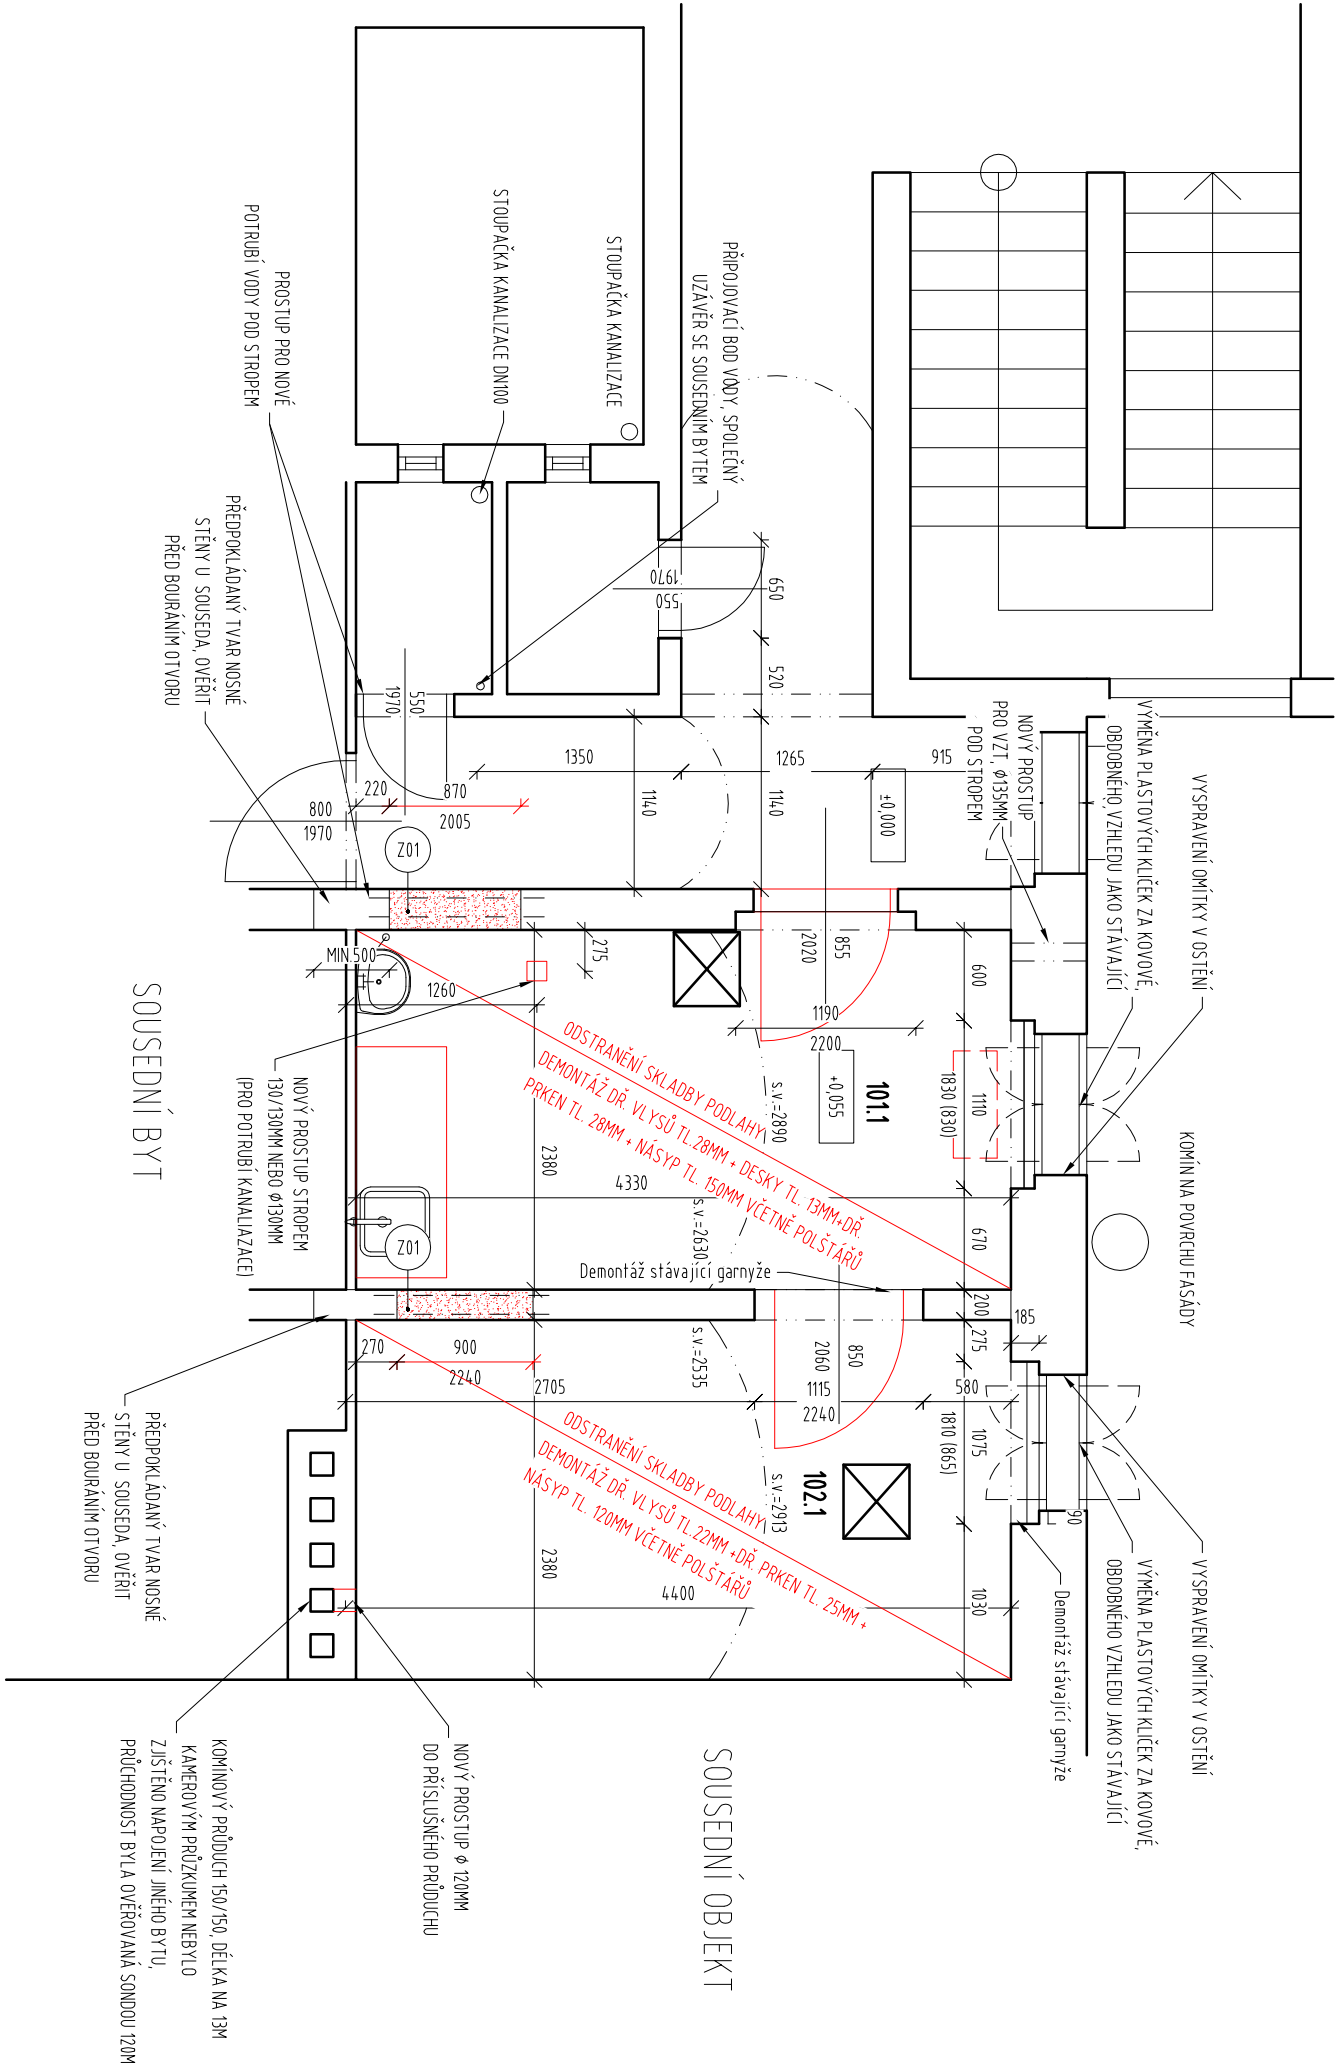 VYSPRAVENÍ OMÍTKY V OSTĚNÍ
VÝMĚNA PLASTOVÝCH KLIČEK ZA KOVOVÉ,
OBDOBNÉHO VZHLEDU JAKO STÁVAJÍCÍ
NOVÝ PROSTUP
PRO VZT, ϕ135MM
POD STROPEM
KOMÍN NA POVRCHU FASÁDY
VYSPRAVENÍ OMÍTKY V OSTĚNÍ
VÝMĚNA PLASTOVÝCH KLIČEK ZA KOVOVÉ,
OBDOBNÉHO VZHLEDU JAKO STÁVAJÍCÍ
Demontáž stávající garnyže
PŘIPOJOVACÍ BOD VODY, SPOLEČNÝ
UZÁVĚR SE SOUSEDNÍM BYTEM
STOUPAČKA KANALIZACE
STOUPAČKA KANALIZACE DN100
PROSTUP PRO NOVÉ
POTRUBÍ VODY POD STROPEM
PŘEDPOKLÁDANÝ TVAR NOSNÉ
STĚNY U SOUSEDA, OVĚŘIT
PŘED BOURÁNÍM OTVORU
650
520
550
1970
550
1970
1140
1140
915
1265
1350
±0,000
870
2005
220
800
1970
Z01
MIN.500
275
1260
855
2020
1190
2200
600
1110
1830 (830)
670
200
275
185
101.1
+0,055
s.v.=2890
s.v.=2630
s.v.=2535
s.v.=2913
ODSTRANĚNÍ SKLADBY PODLAHY
DEMONTÁŽ DŘ. VLYSŮ TL.28MM + DESKY TL. 13MM+DŘ.
PRKEN TL. 28MM + NÁSYP TL. 150MM VČETNĚ POLŠTÁŘŮ
2380
4330
Z01
Demontáž stávající garnyže
NOVÝ PROSTUP STROPEM
130/130MM NEBO ϕ130MM
(PRO POTRUBÍ KANALIAZACE)
SOUSEDNÍ BYT
270
900
2240
2705
850
2060
1115
2240
580
1075
1810 (865)
90
1030
102.1
ODSTRANĚNÍ SKLADBY PODLAHY
DEMONTÁŽ DŘ. VLYSŮ TL.22MM +DŘ. PRKEN TL. 25MM +
NÁSYP TL. 120MM VČETNĚ POLŠTÁŘŮ
2380
4400
PŘEDPOKLÁDANÝ TVAR NOSNÉ
STĚNY U SOUSEDA, OVĚŘIT
PŘED BOURÁNÍM OTVORU
SOUSEDNÍ OBJEKT
NOVÝ PROSTUP ϕ 120MM
DO PŘÍSLUŠNÉHO PRŮDUCHU
KOMÍNOVÝ PRŮDUCH 150/150, DÉLKA NA 13M
KAMEROVÝM PRŮZKUMEM NEBYLO
ZJIŠTĚNO NAPOJENÍ JINÉHO BYTU,
PRŮCHODNOST BYLA OVĚŘOVANÁ SONDOU 120M